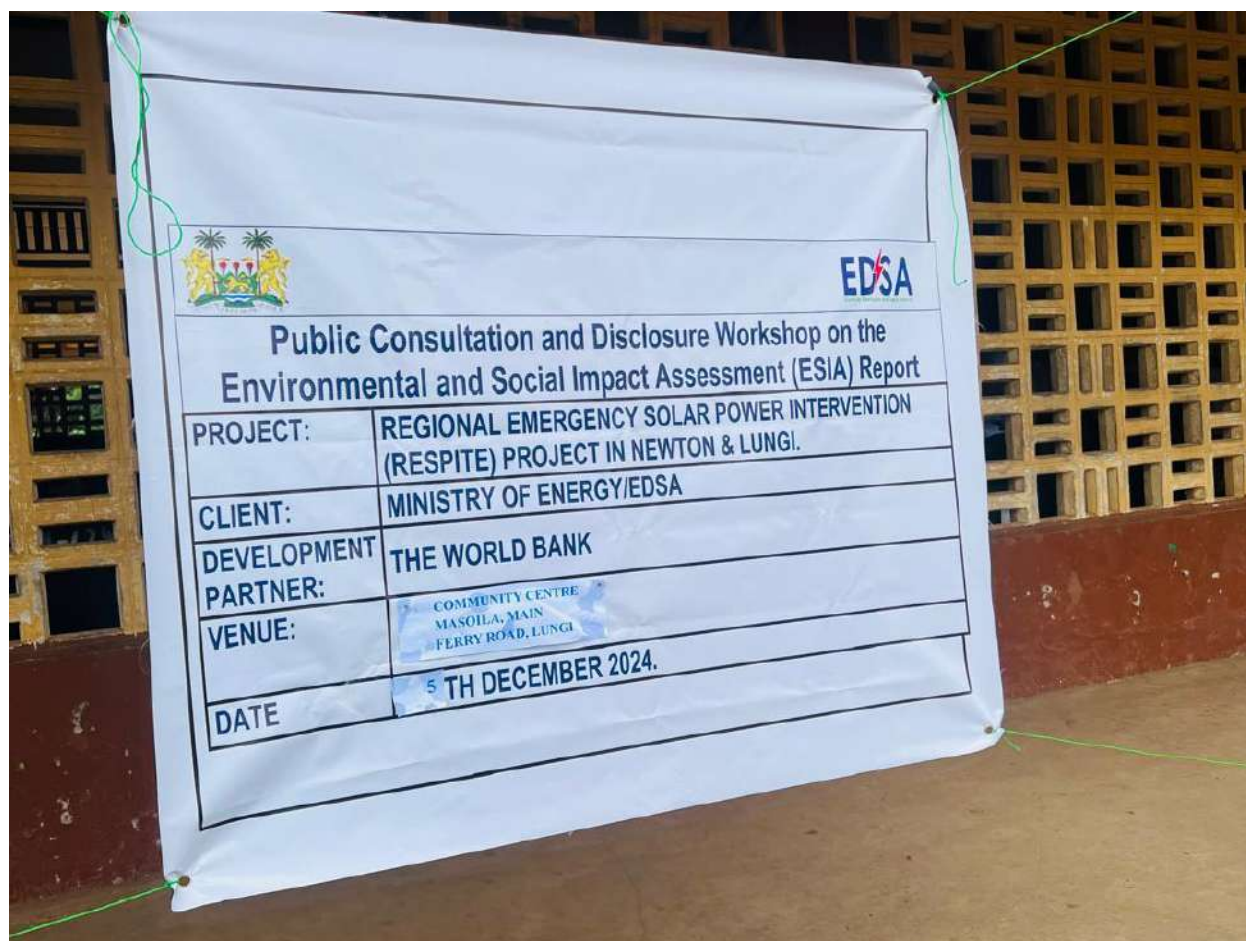 EDSA
Public Consultation and Disclosure Workshop on the
Environmental and Social Impact Assessment (ESIA) Report
PROJECT:
REGIONAL EMERGENCY SOLAR POWER INTERVENTION
(RESPITE) PROJECT IN NEWTON & LUNGI.
CLIENT:
MINISTRY OF ENERGY/EDSA
DEVELOPMENT
PARTNER:
THE WORLD BANK
VENUE:
COMMUNITY CENTRE
MASOILA, MAIN
FERRY ROAD, LUNGI
DATE
5 TH DECEMBER 2024.